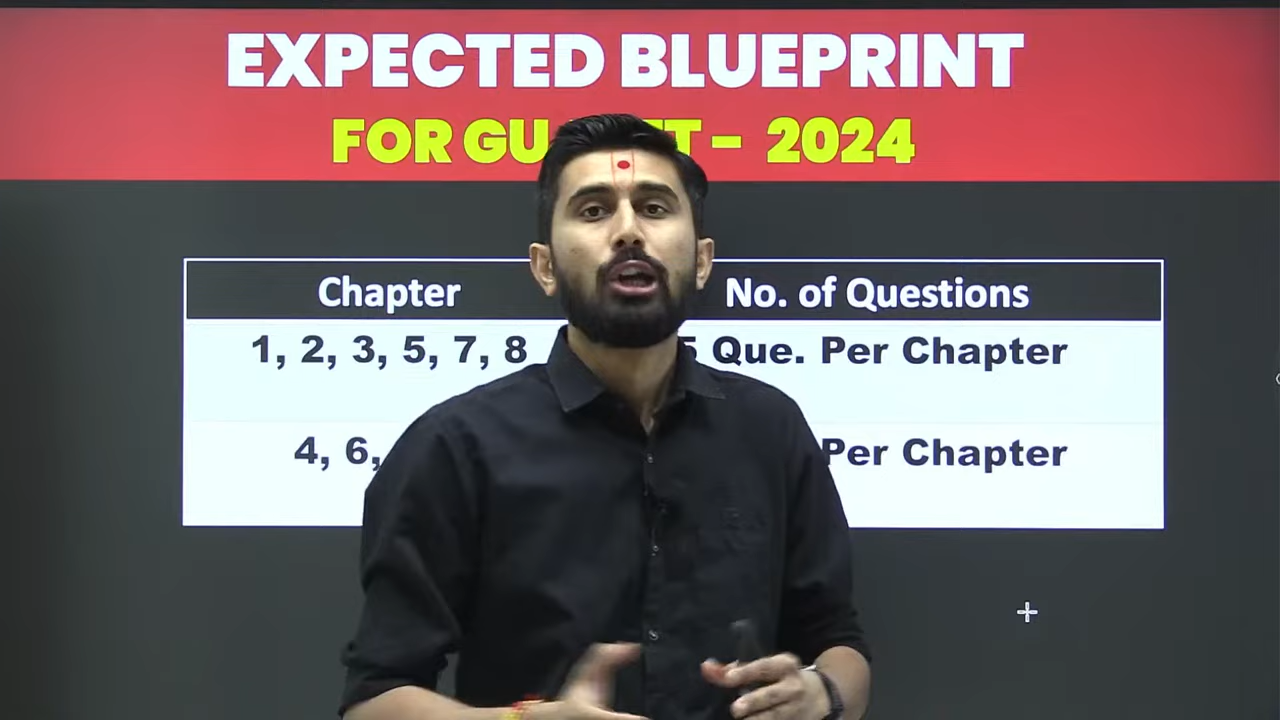 EXPECTED BLUEPRINT
FOR GU T - 2024
Chapter
No. of Questions
1, 2, 3, 5, 7, 8
5 Que. Per Chapter
4, 6,
Per Chapter